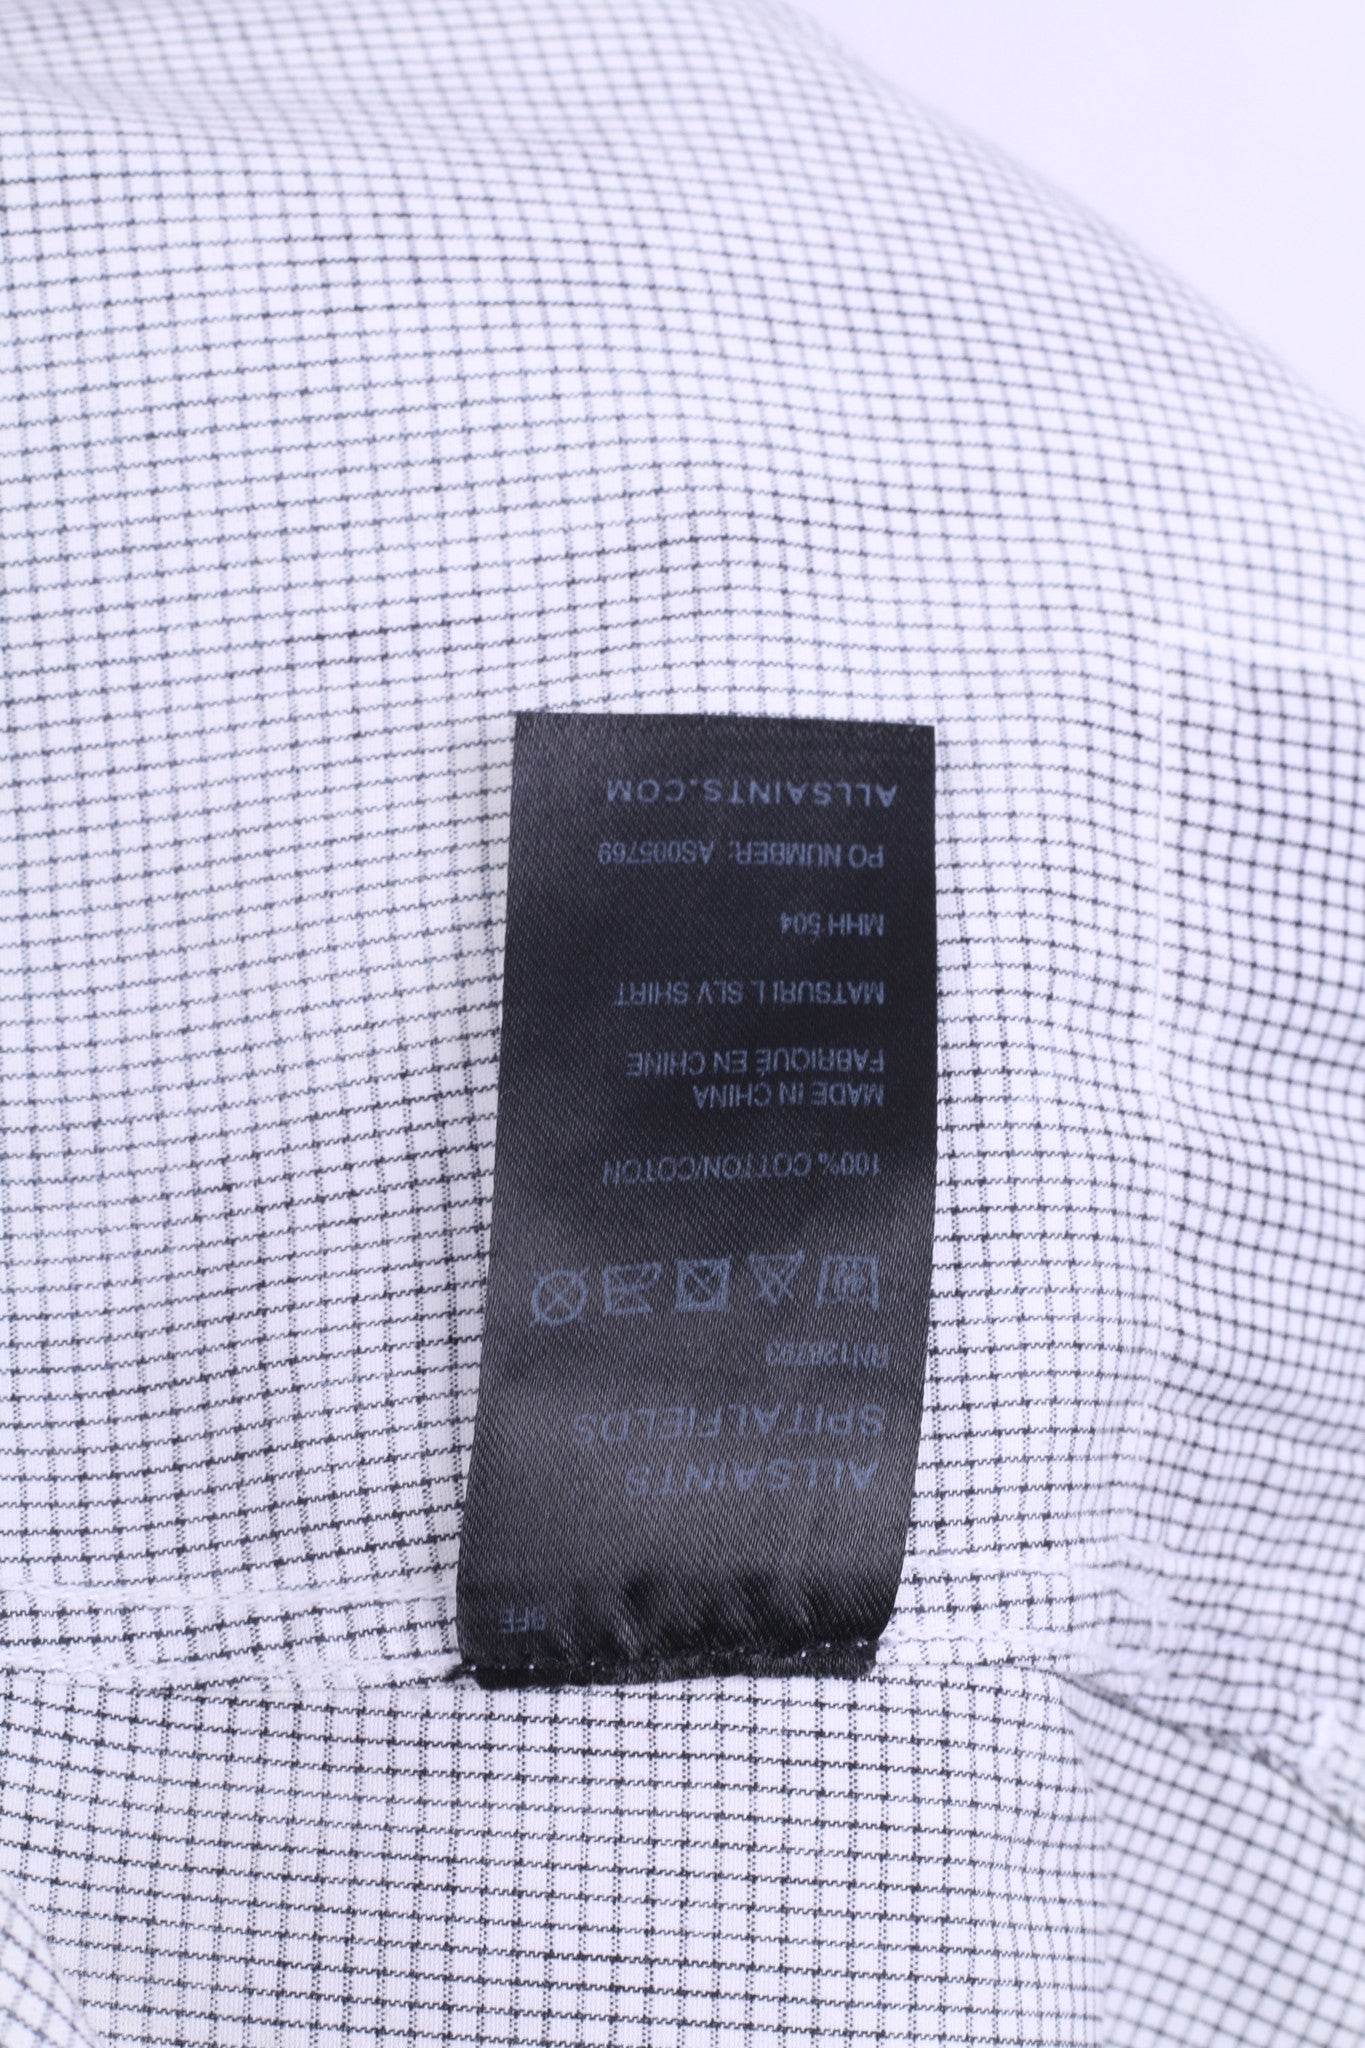 ALLSAINTS
SPITALFIELDS
100% COTTON/COTON
MADE IN CHINA
FABRIQUÉ EN CHINE
MATSURI L SLV SHIRT
MHH 504
PO NUMBER: AS005769
ALLSAINTS.COM